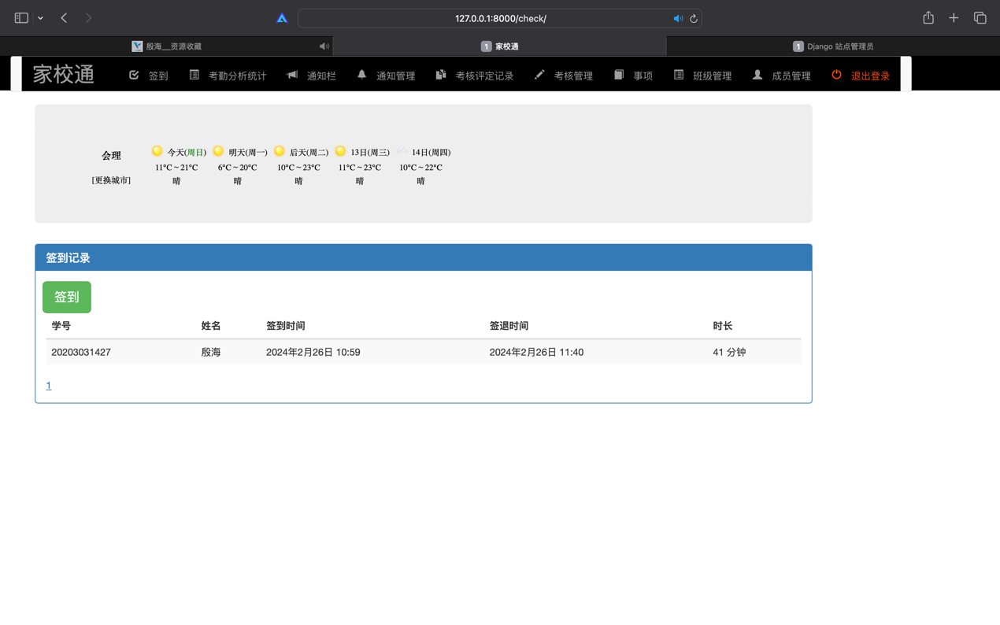 127.0.0.1:8000/check/
殷海__资源收藏
1 家校通
1 Django 站点管理员
家校通 签到 考勤分析统计 通知栏 通知管理 考核评定记录 考核管理 事项 班级管理 成员管理 退出登录
会理
[更换城市]
今天(周日) 明天(周一) 后天(周二) 13日(周三) 14日(周四)
11°C ~ 21°C 6°C ~ 20°C 10°C ~ 23°C 11°C ~ 23°C 10°C ~ 22°C
晴 晴 晴 晴 晴
签到记录
签到
学号 姓名 签到时间 签退时间 时长
20203031427 殷海 2024年2月26日 10:59 2024年2月26日 11:40 41 分钟
1